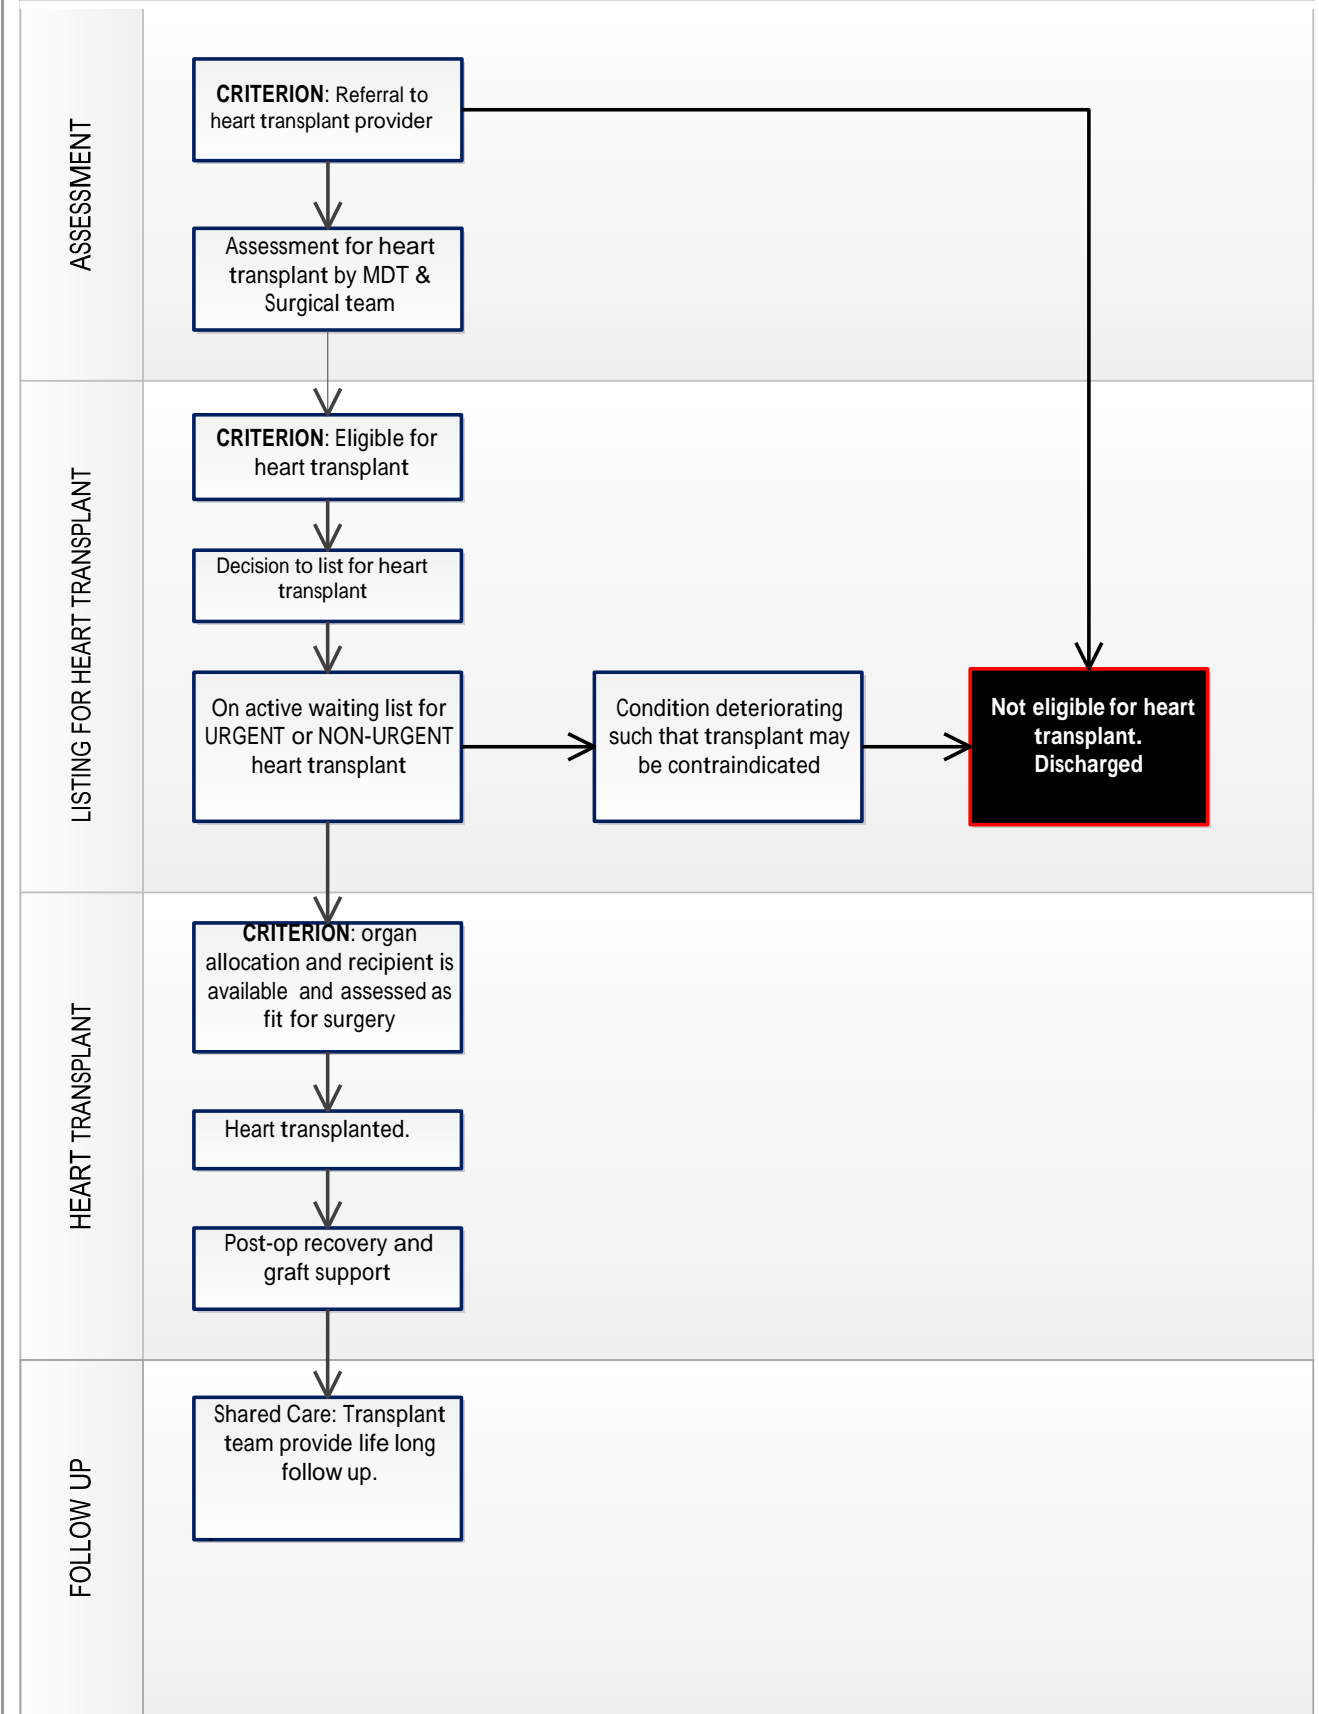 ASSESSMENT
CRITERION: Referral to
heart transplant provider
Assessment for heart
transplant by MDT &
Surgical team
LISTING FOR HEART TRANSPLANT
CRITERION: Eligible for
heart transplant
Decision to list for heart
transplant
On active waiting list for
URGENT or NON-URGENT
heart transplant
Condition deteriorating
such that transplant may
be contraindicated
Not eligible for heart
transplant.
Discharged
HEART TRANSPLANT
CRITERION: organ
allocation and recipient is
available and assessed as
fit for surgery
Heart transplanted.
Post-op recovery and
graft support
FOLLOW UP
Shared Care: Transplant
team provide life long
follow up.